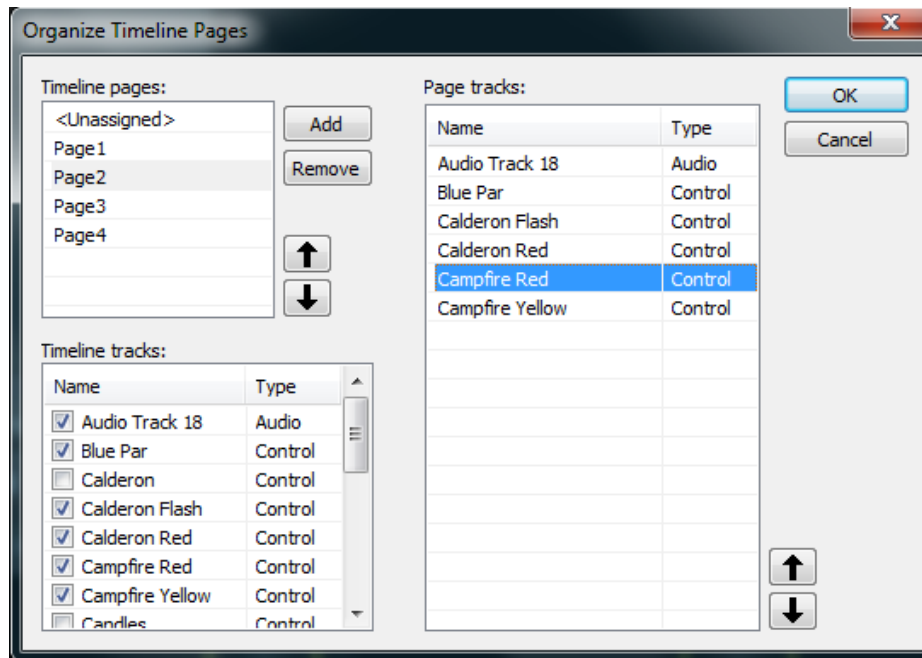 Organize Timeline Pages
Timeline pages:
<Unassigned>
Page1
Page2
Page3
Page4
Add
Remove
Timeline tracks:
Name Type
Audio Track 18 Audio
Blue Par Control
Calderon Control
Calderon Flash Control
Calderon Red Control
Campfire Red Control
Campfire Yellow Control
Candles Control
Page tracks:
Name Type
Audio Track 18 Audio
Blue Par Control
Calderon Flash Control
Calderon Red Control
Campfire Red Control
Campfire Yellow Control
OK
Cancel